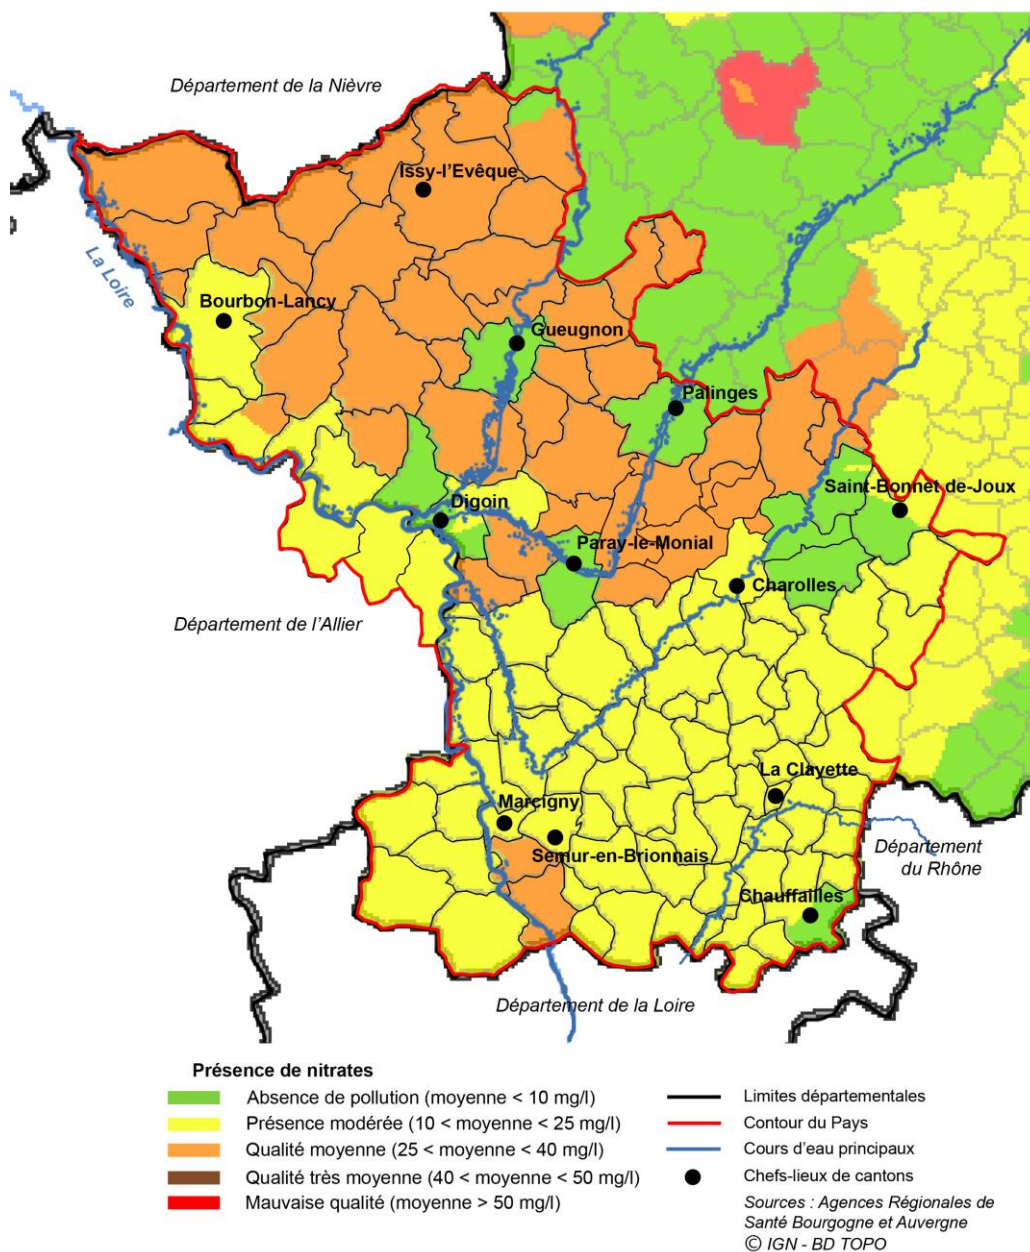 Département de la Nièvre
Issy-l'Evêque
La Loire
Bourbon-Lancy
Gueugnon
Palinges
Saint-Bonnet de-Joux
Digoin
Paray-le-Monial
Charolles
Département de l'Allier
La Clayette
Marcigny
Semur-en-Brionnais
Département
du Rhône
Chauffailles
Département de la Loire
Présence de nitrates
Absence de pollution (moyenne < 10 mg/l)
Présence modérée (10 < moyenne < 25 mg/l)
Qualité moyenne (25 < moyenne < 40 mg/l)
Qualité très moyenne (40 < moyenne < 50 mg/l)
Mauvaise qualité (moyenne > 50 mg/l)
Limites départementales
Contour du Pays
Cours d'eau principaux
Chefs-lieux de cantons
Sources : Agences Régionales de
Santé Bourgogne et Auvergne
© IGN - BD TOPO